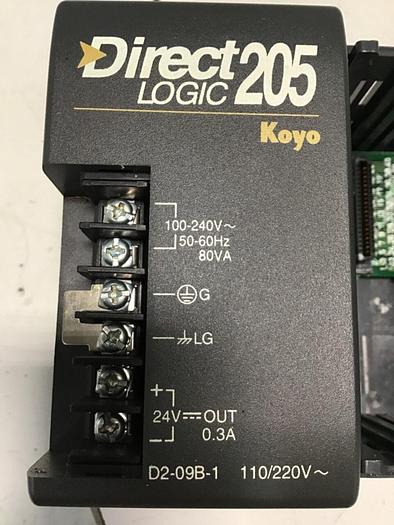 Direct
LOGIC 205
Koyo
100-240V~
50-60Hz
80VA
G
LG
+
24V⎓OUT
0.3A
−
D2-09B-1 110/220V~